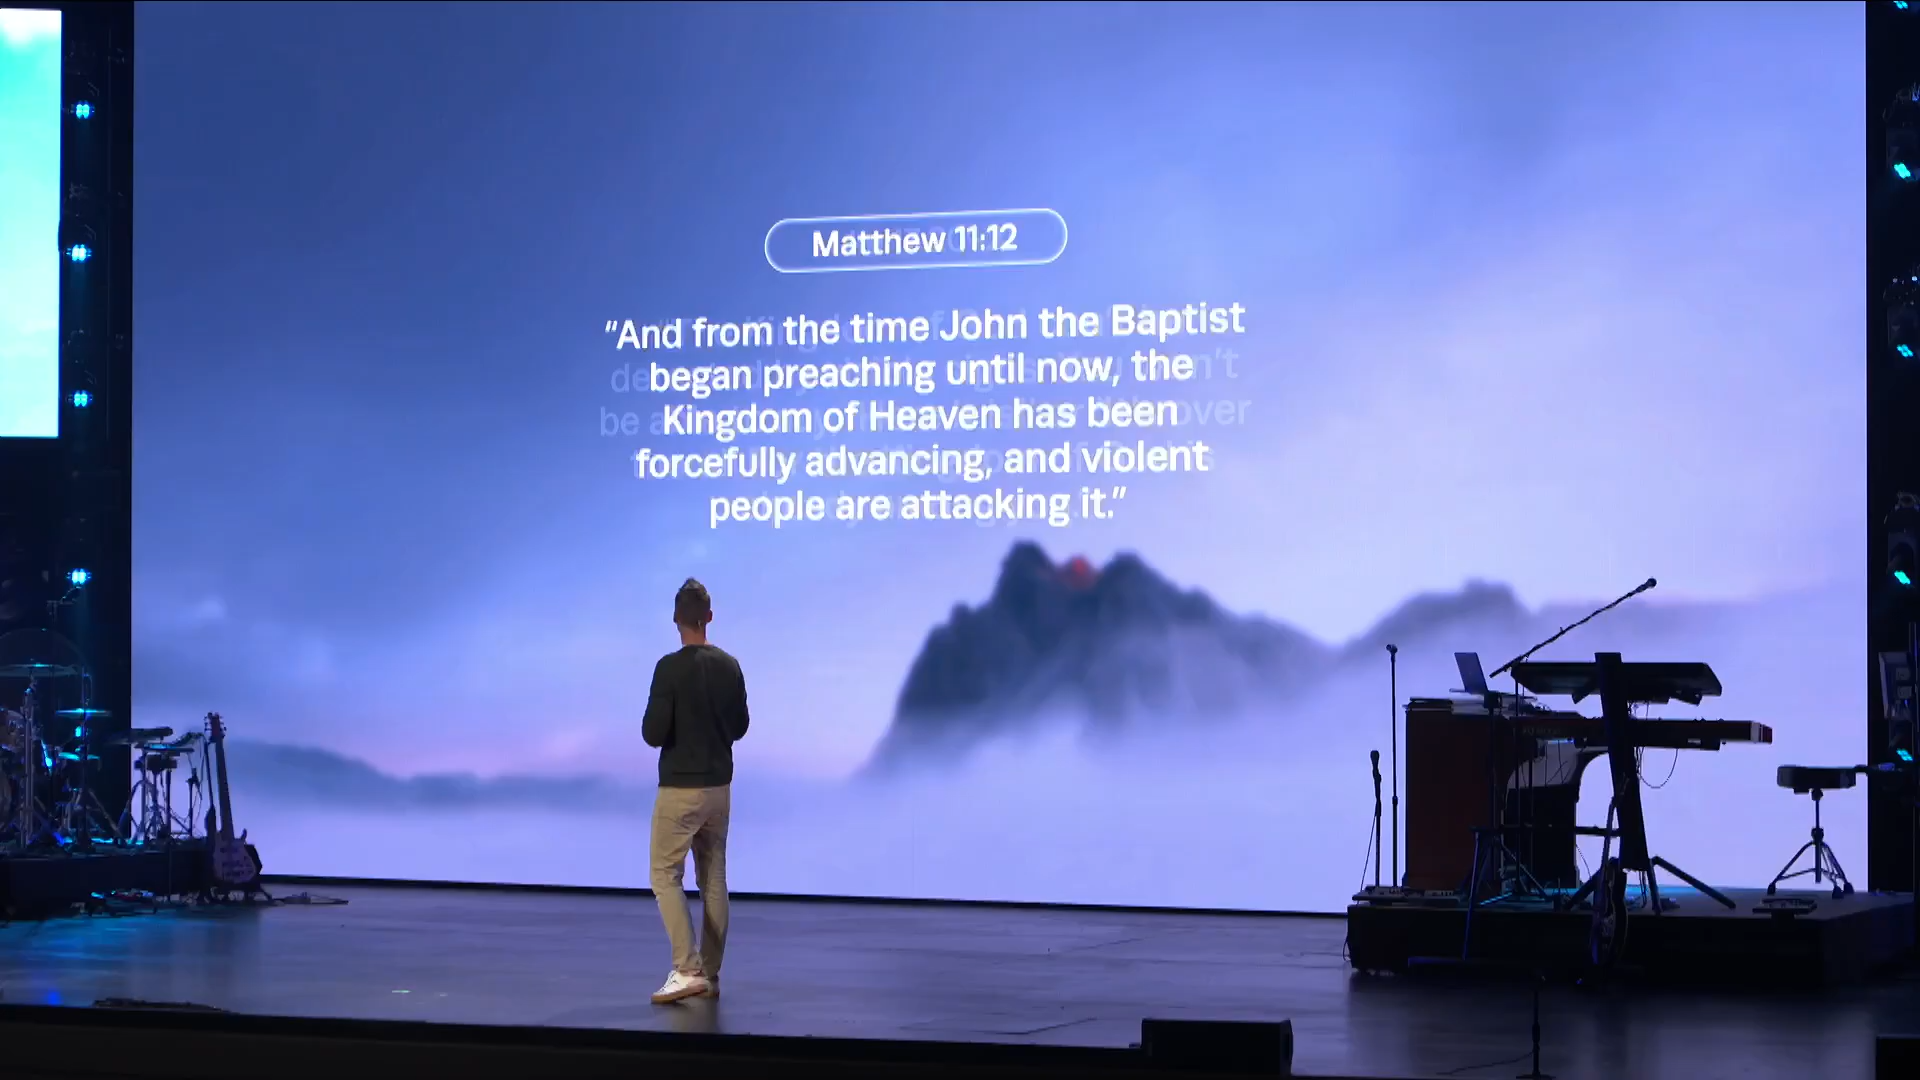 Matthew 11:12
“And from the time John the Baptist
began preaching until now, the
Kingdom of Heaven has been
forcefully advancing, and violent
people are attacking it.”